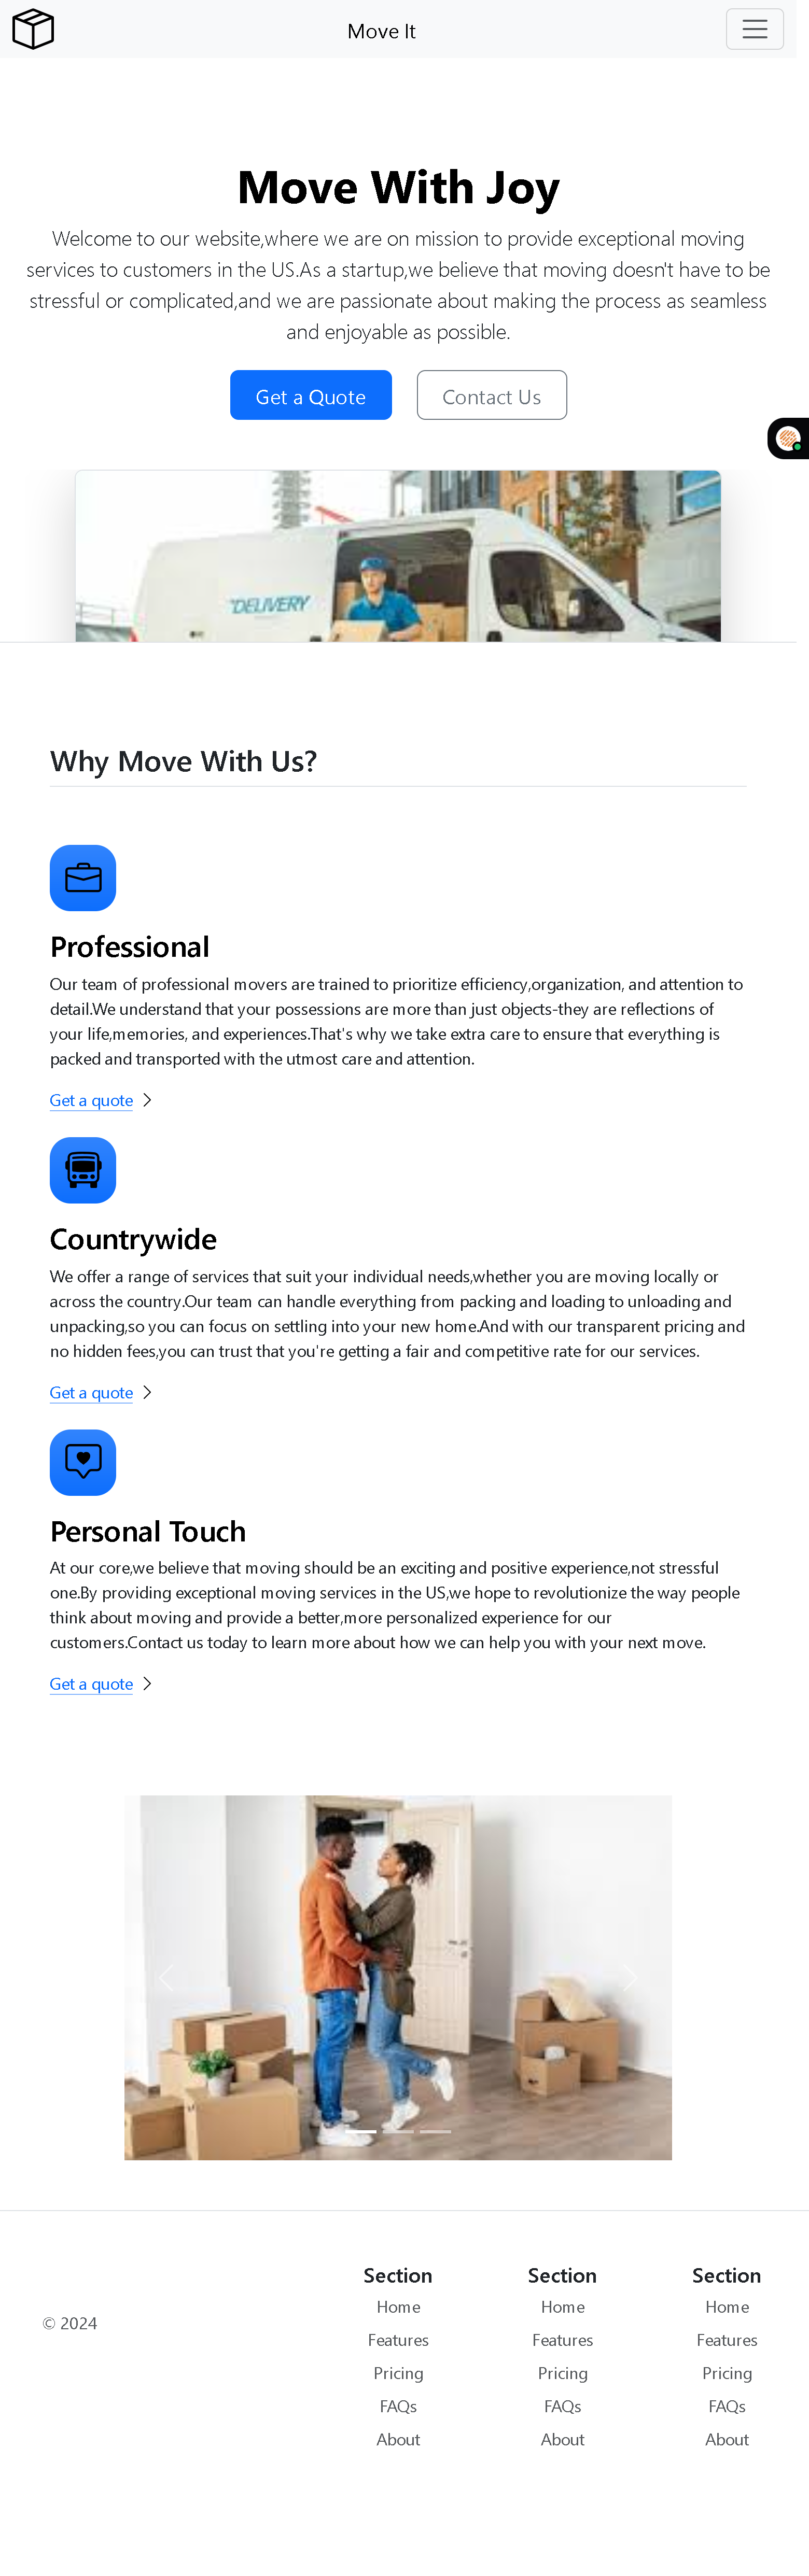 Move It
Move With Joy
Welcome to our website,where we are on mission to provide exceptional moving
services to customers in the US.As a startup,we believe that moving doesn't have to be
stressful or complicated,and we are passionate about making the process as seamless
and enjoyable as possible.
Get a Quote
Contact Us
DELIVERY
Why Move With Us?
Professional
Our team of professional movers are trained to prioritize efficiency,organization, and attention to
detail.We understand that your possessions are more than just objects-they are reflections of
your life,memories, and experiences.That's why we take extra care to ensure that everything is
packed and transported with the utmost care and attention.
Get a quote
Countrywide
We offer a range of services that suit your individual needs,whether you are moving locally or
across the country.Our team can handle everything from packing and loading to unloading and
unpacking,so you can focus on settling into your new home.And with our transparent pricing and
no hidden fees,you can trust that you're getting a fair and competitive rate for our services.
Get a quote
Personal Touch
At our core,we believe that moving should be an exciting and positive experience,not stressful
one.By providing exceptional moving services in the US,we hope to revolutionize the way people
think about moving and provide a better,more personalized experience for our
customers.Contact us today to learn more about how we can help you with your next move.
Get a quote
© 2024
Section
Home
Features
Pricing
FAQs
About
Section
Home
Features
Pricing
FAQs
About
Section
Home
Features
Pricing
FAQs
About